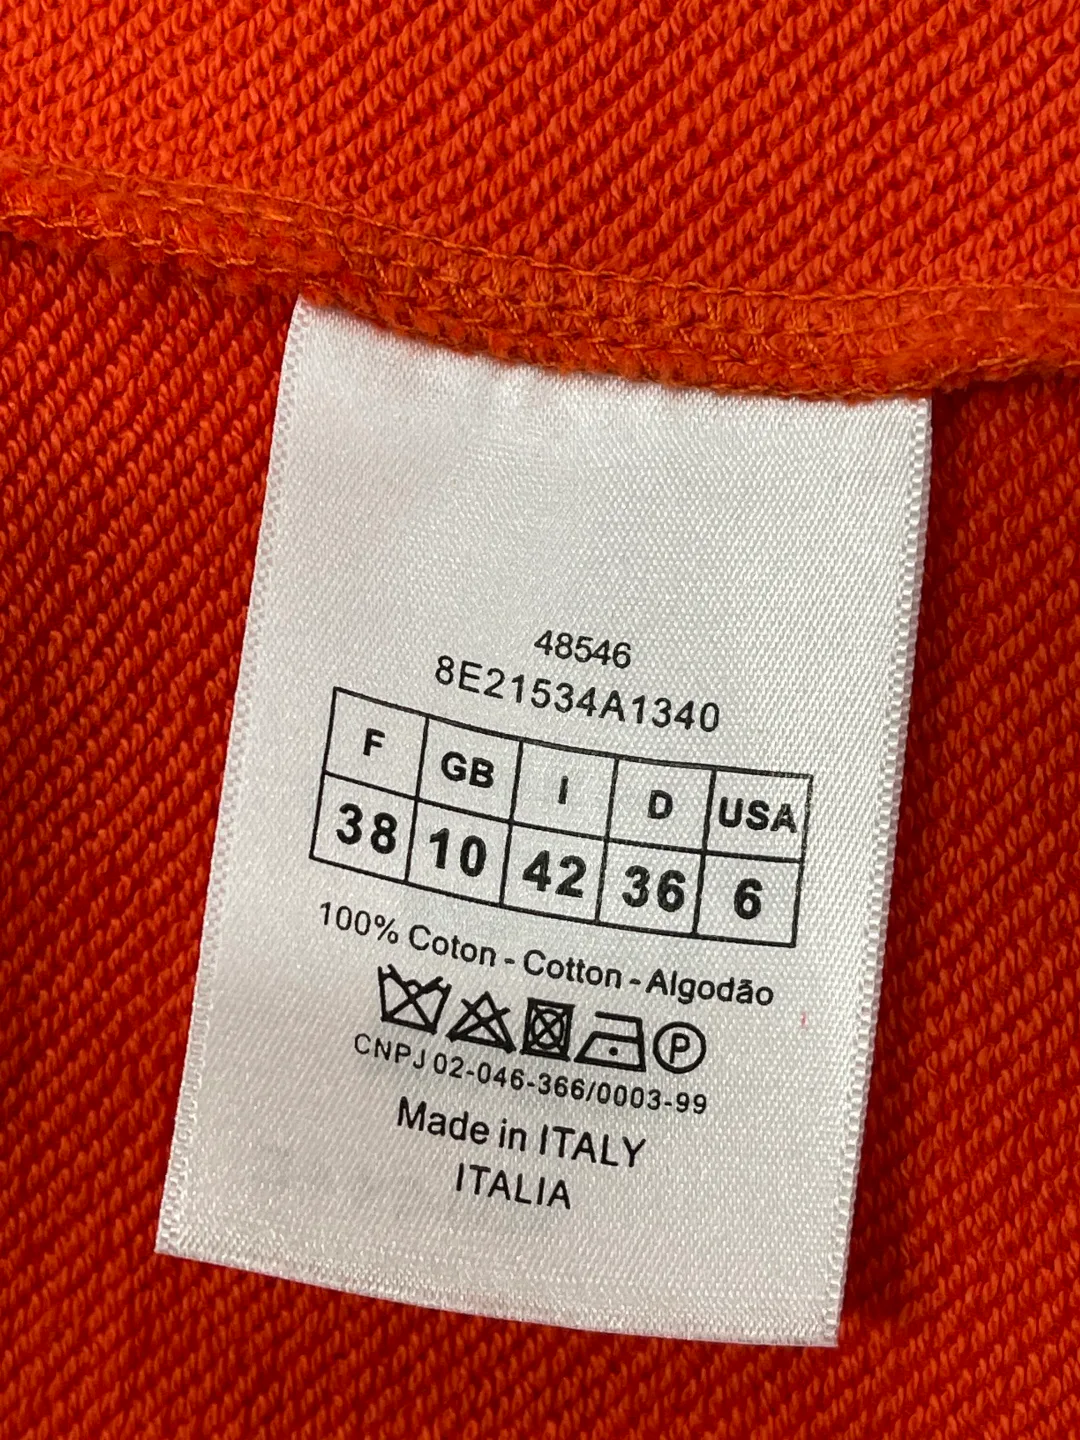 48546
8E21534A1340
F GB I D USA
38 10 42 36 6
100% Coton - Cotton - Algodão
P
CNPJ 02-046-366/0003-99
Made in ITALY
ITALIA